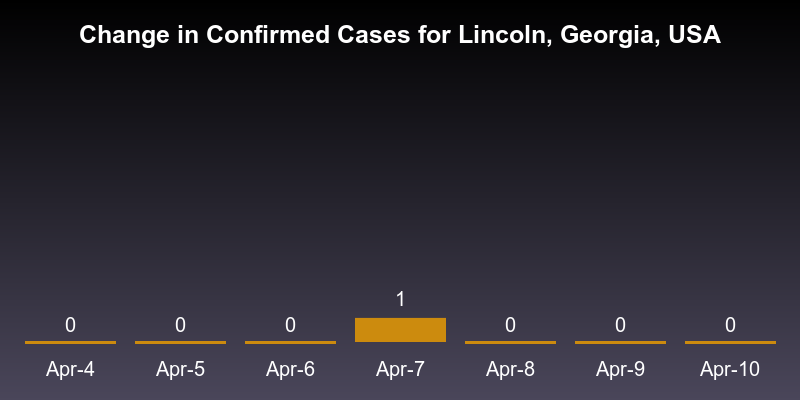 Change in Confirmed Cases for Lincoln, Georgia, USA
1
0 0 0 0 0 0
Apr-4 Apr-5 Apr-6 Apr-7 Apr-8 Apr-9 Apr-10